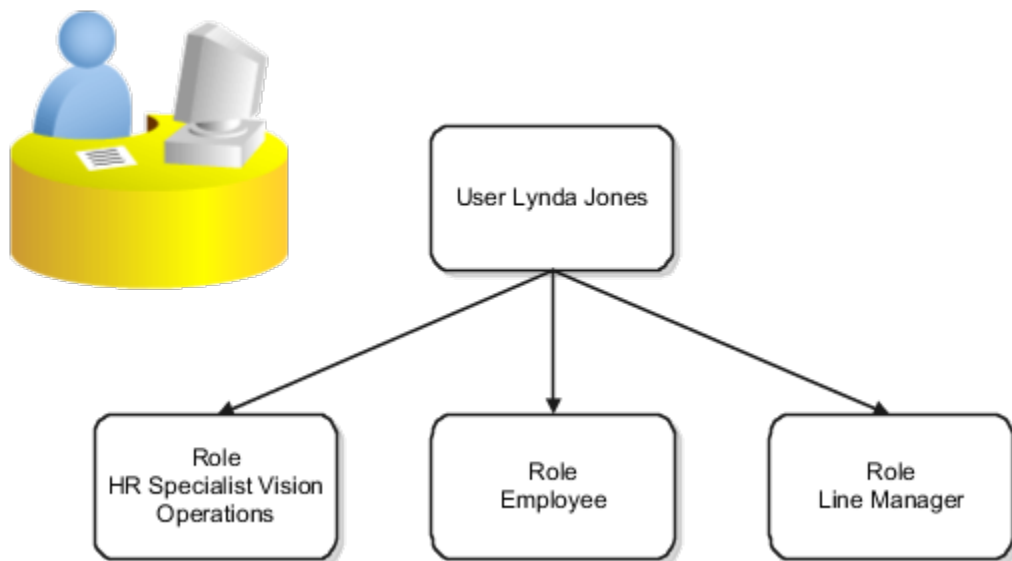 User Lynda Jones
Role
HR Specialist Vision
Operations
Role
Employee
Role
Line Manager